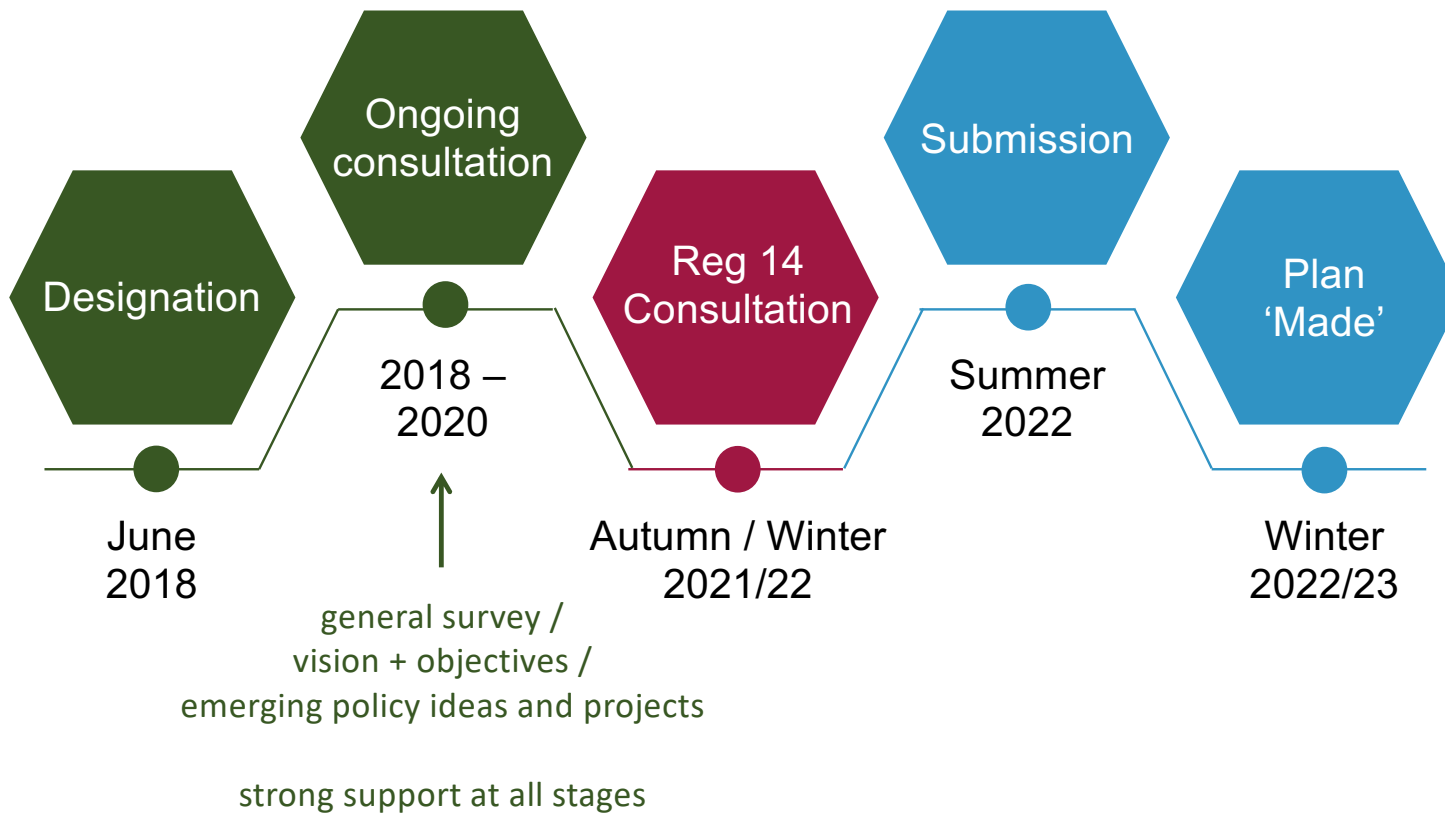 Designation
June
2018
Ongoing
consultation
2018 –
2020
general survey /
vision + objectives /
emerging policy ideas and projects
strong support at all stages
Reg 14
Consultation
Autumn / Winter
2021/22
Submission
Summer
2022
Plan
‘Made’
Winter
2022/23